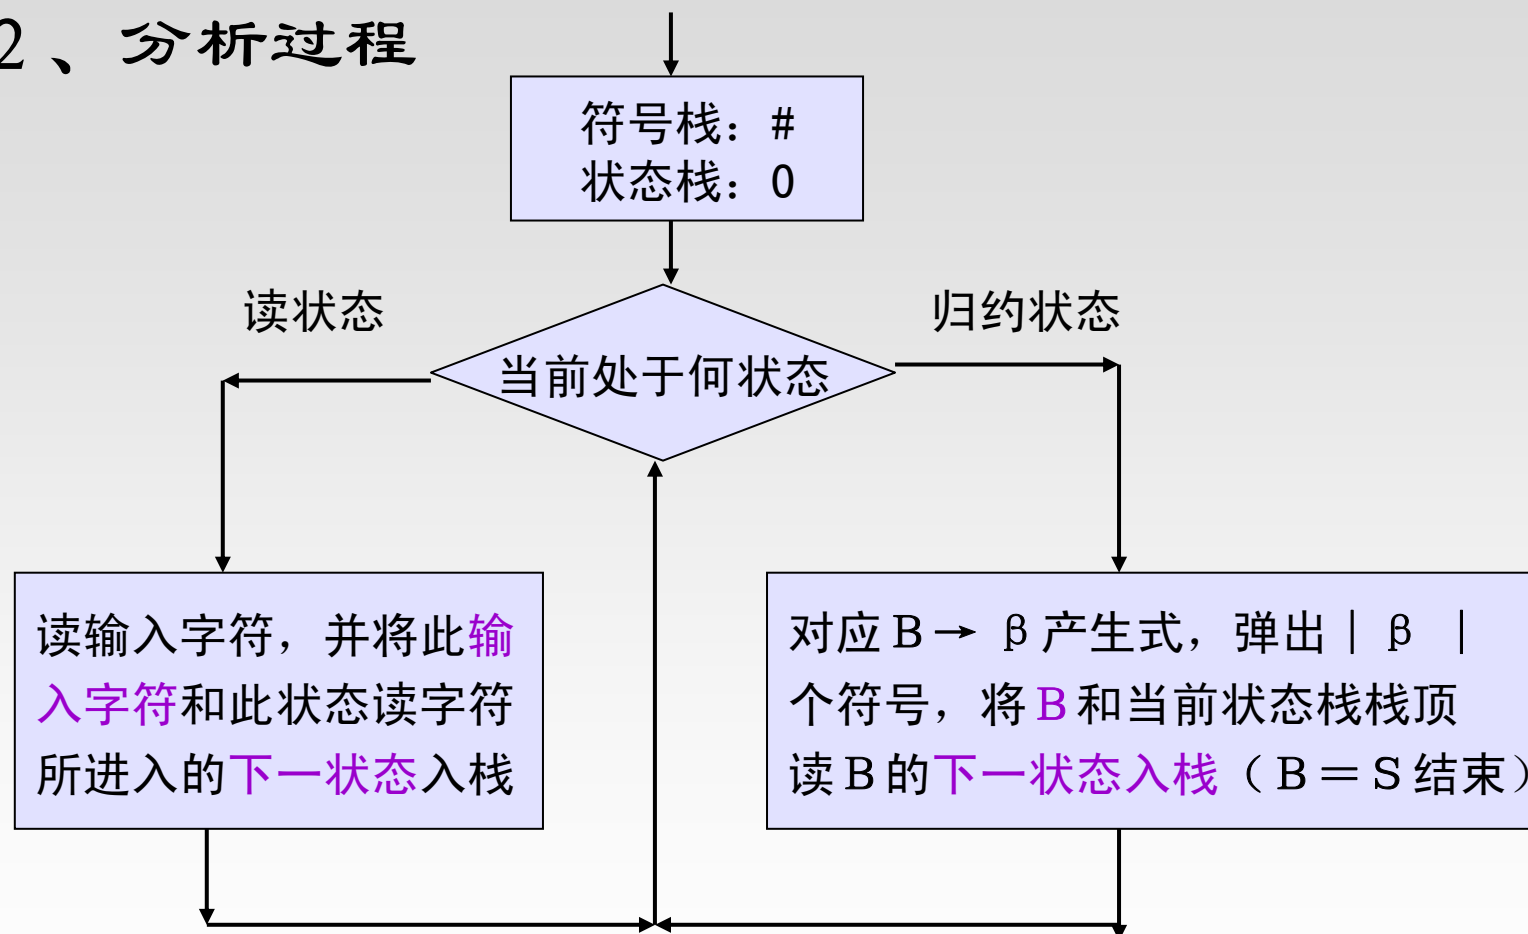 2、分析过程
符号栈：#
状态栈：0
读状态
归约状态
当前处于何状态
读输入字符，并将此输
入字符和此状态读字符
所进入的下一状态入栈
对应B→β产生式，弹出|β|
个符号，将B和当前状态栈栈顶
读B的下一状态入栈（B＝S结束）